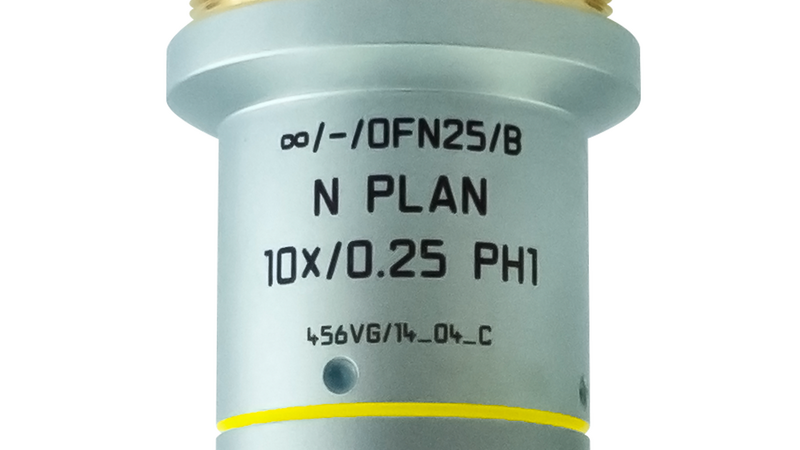 ∞/-/OFN25/B
N PLAN
10x/0.25 PH1
456VG/14_04_C